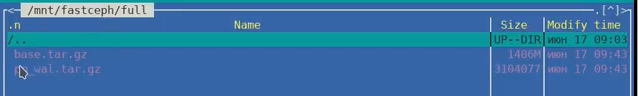 <─ /mnt/fastceph/full ─.[^]>
.n Name Size Modify time
/.. UP--DIR июн 17 09:03
base.tar.gz 1406M июн 17 09:43
wal.tar.gz 3104077 июн 17 09:43